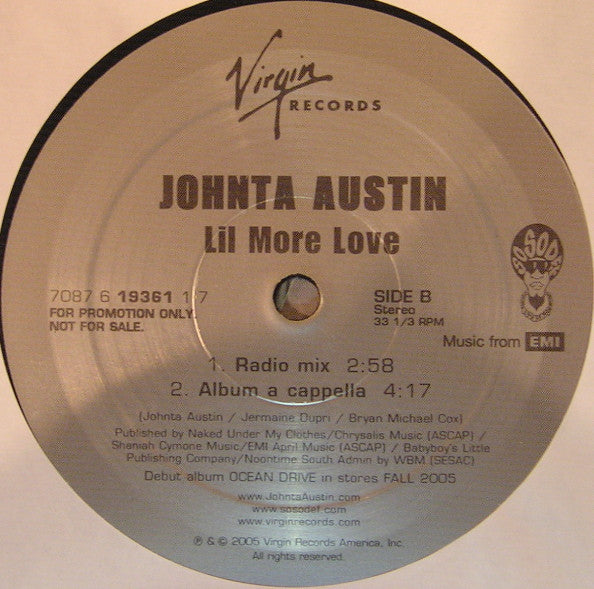 Virgin
RECORDS
JOHNTA AUSTIN
Lil More Love
7087 6 19361 1 7
FOR PROMOTION ONLY.
NOT FOR SALE.
SIDE B
Stereo
33 1/3 RPM
SO SO DEF
Music from EMI
1. Radio mix 2:58
2. Album a cappella 4:17
(Johnta Austin / Jermaine Dupri / Bryan Michael Cox)
Published by Naked Under My Clothes/Chrysalis Music (ASCAP) /
Shaniah Cymone Music/EMI April Music (ASCAP) / Babyboy's Little
Publishing Company/Noontime South Admin by WBM (SESAC)
Debut album OCEAN DRIVE in stores FALL 2005
www.JohntaAustin.com
www.sosodef.com
www.virginrecords.com
℗ & © 2005 Virgin Records America, Inc.
All rights reserved.